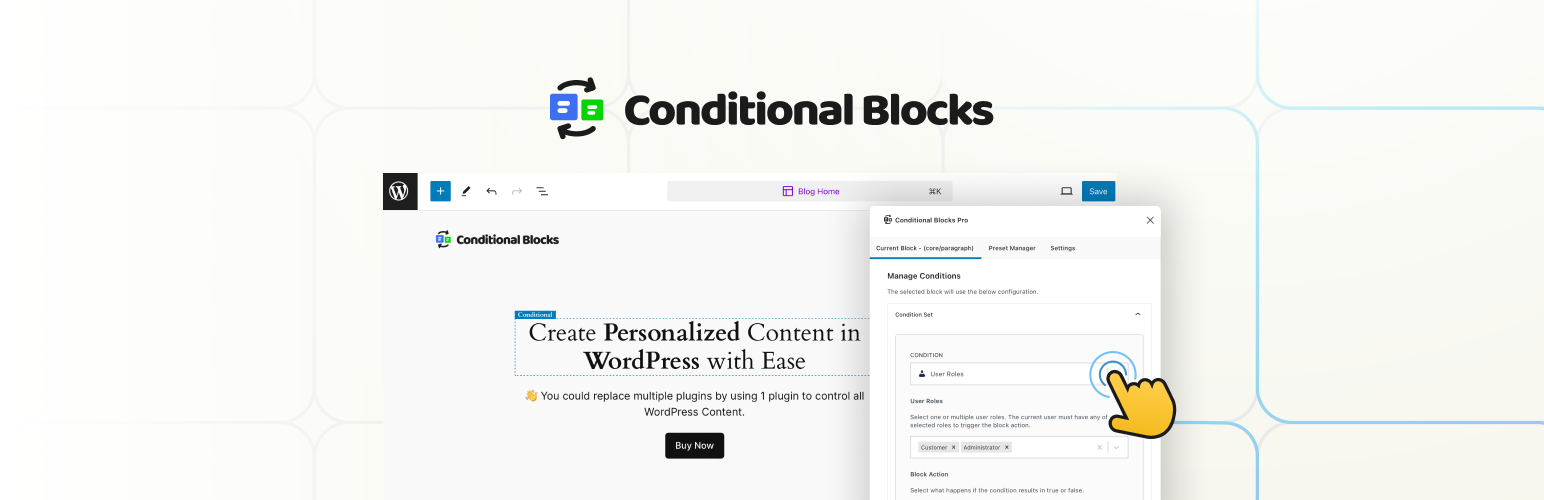 Conditional Blocks
Blog Home
⌘K
Save
Conditional Blocks
Conditional
Create Personalized Content in
WordPress with Ease
👋 You could replace multiple plugins by using 1 plugin to control all
WordPress Content.
Buy Now
Conditional Blocks Pro
Current Block - (core/paragraph)
Preset Manager
Settings
Manage Conditions
The selected block will use the below configuration.
Condition Set
CONDITION
User Roles
User Roles
Select one or multiple user roles. The current user must have any of
selected roles to trigger the block action.
Customer
Administrator
Block Action
Select what happens if the condition results in true or false.